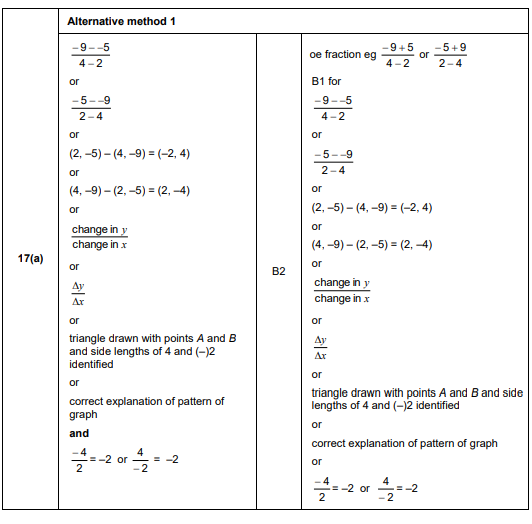 Alternative method 1
17(a)
−9−−5
4−2
or
−5−−9
2−4
or
(2, −5) − (4, −9) = (−2, 4)
or
(4, −9) − (2, −5) = (2, −4)
or
change in y
change in x
or
Δy
Δx
or
triangle drawn with points A and B
and side lengths of 4 and (−)2
identified
or
correct explanation of pattern of
graph
and
−4/2 = −2 or 4/−2 = −2
B2
oe fraction eg −9+5/4−2 or −5+9/2−4
B1 for
−9−−5
4−2
or
−5−−9
2−4
or
(2, −5) − (4, −9) = (−2, 4)
or
(4, −9) − (2, −5) = (2, −4)
or
change in y
change in x
or
Δy
Δx
or
triangle drawn with points A and B and side
lengths of 4 and (−)2 identified
or
correct explanation of pattern of graph
or
−4/2 = −2 or 4/−2 = −2